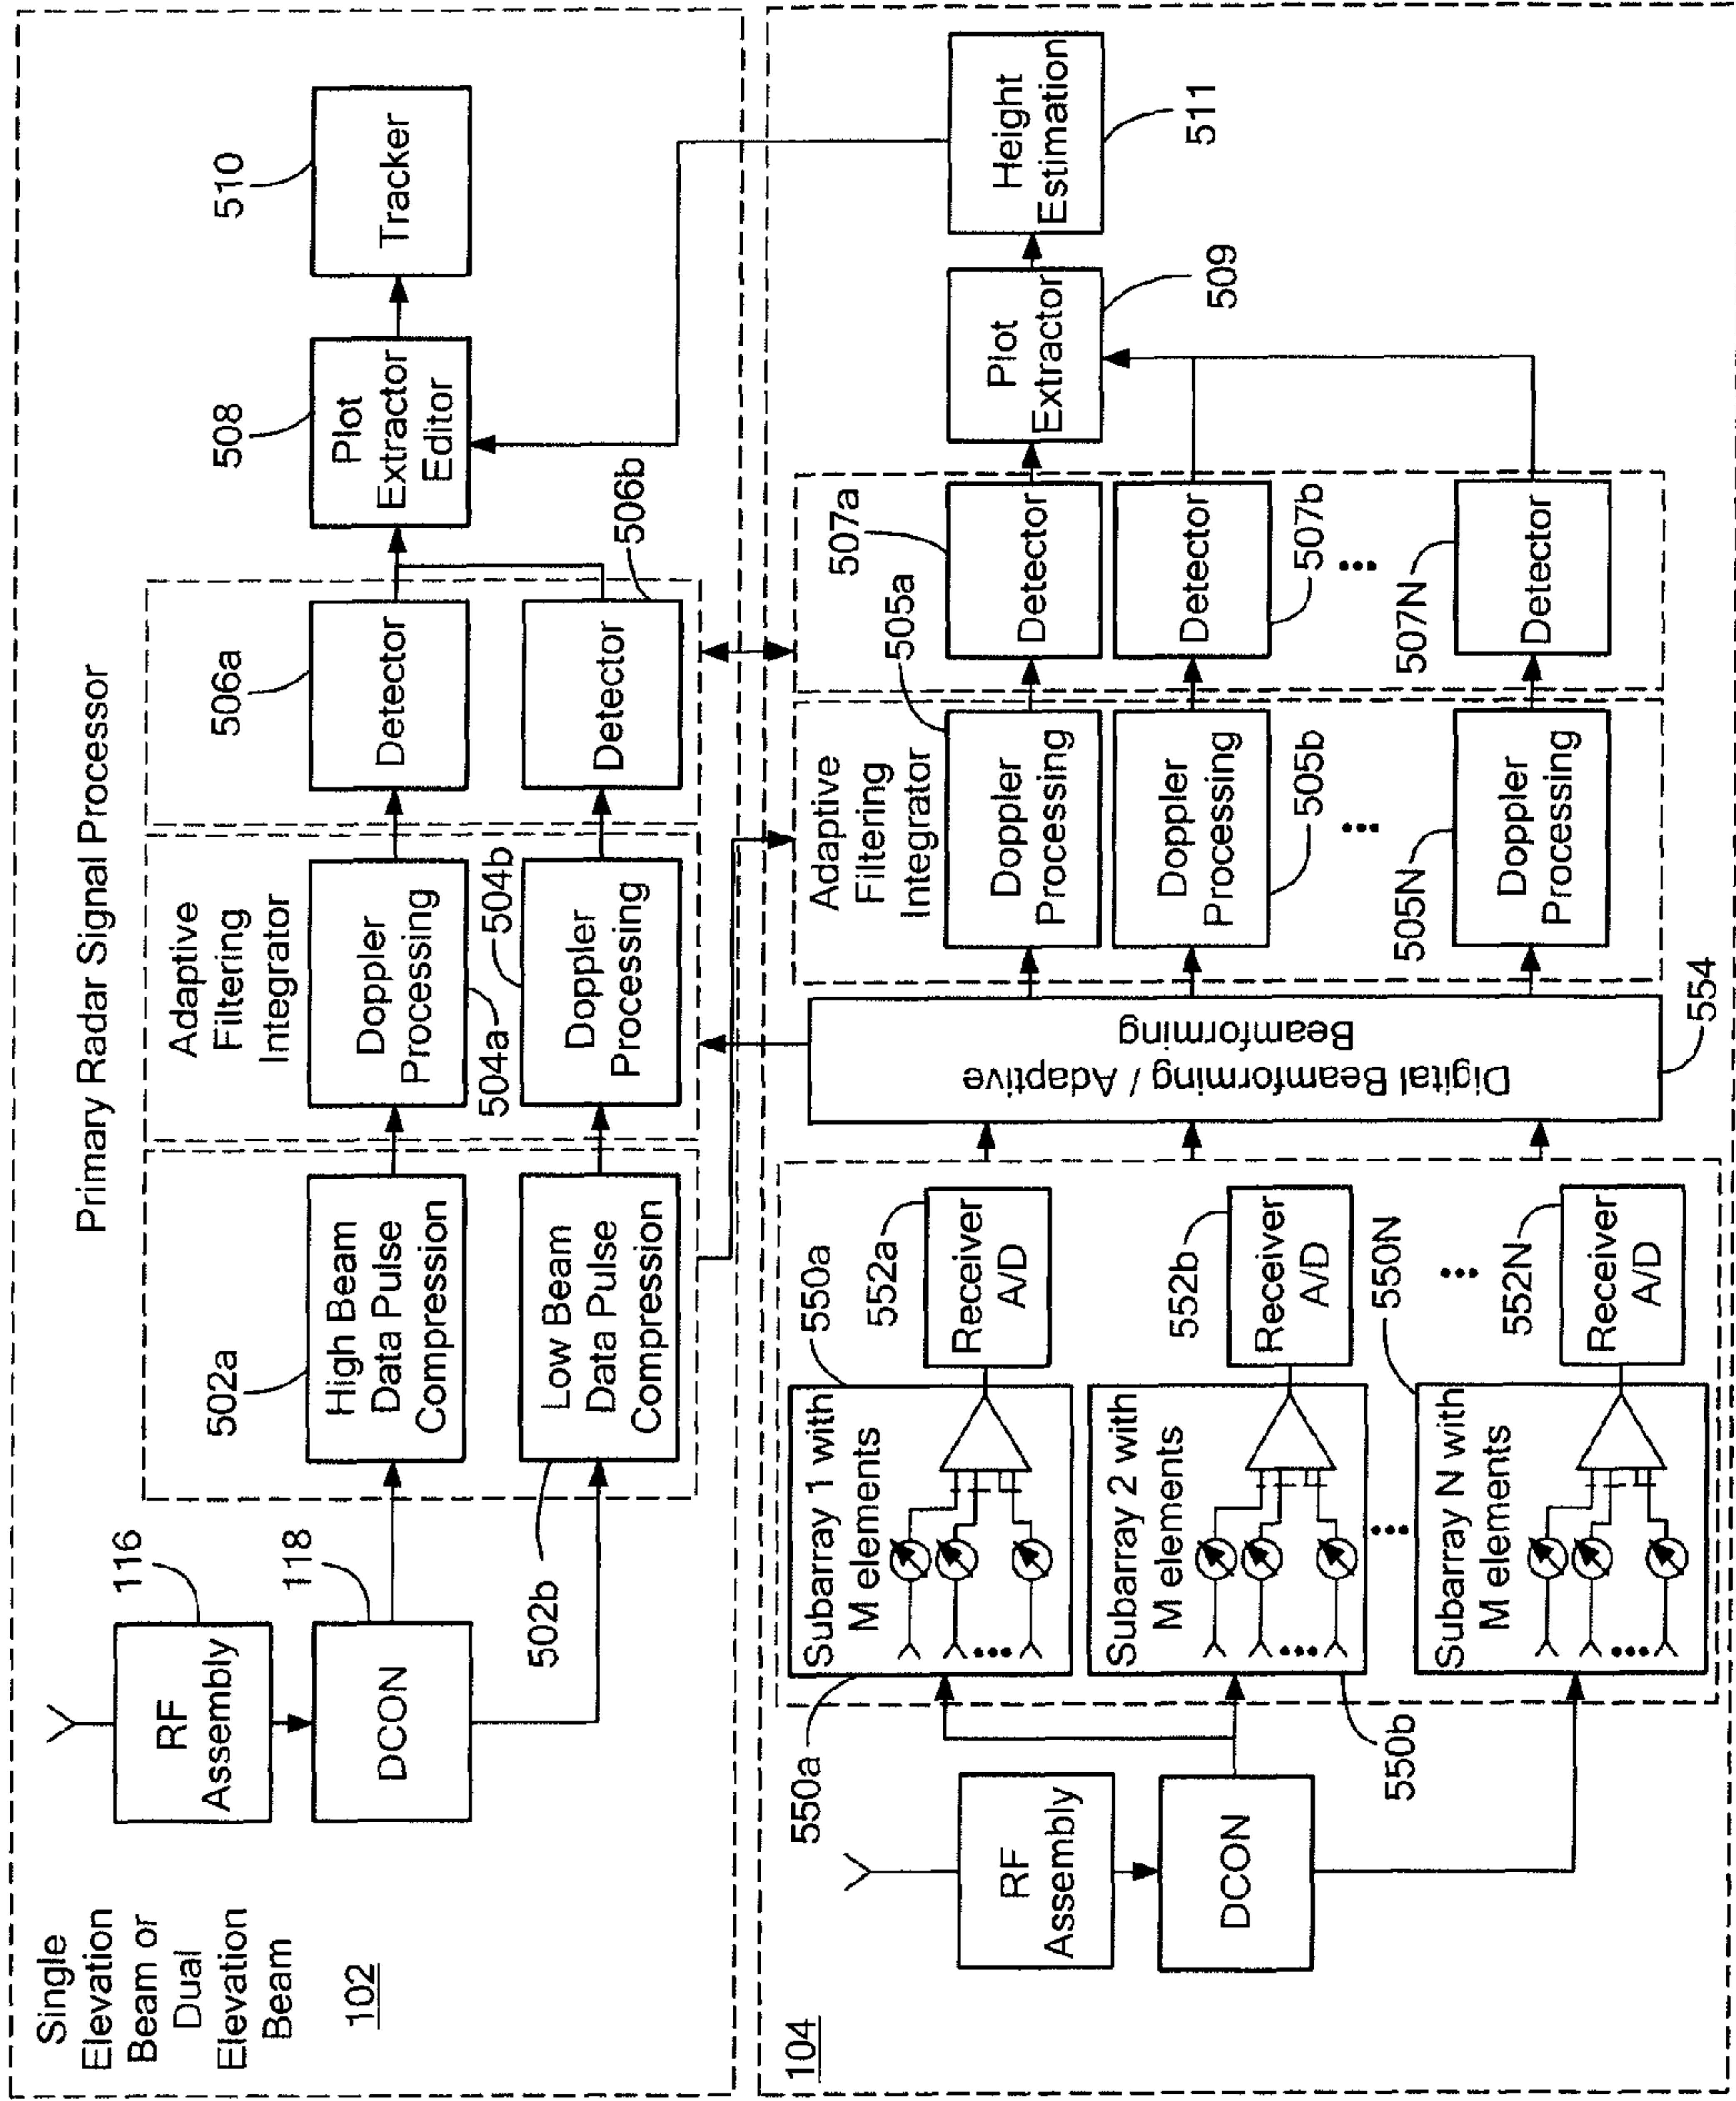 Primary Radar Signal Processor
Single
Elevation
Beam or
Dual
Elevation
Beam
102
116
RF
Assembly
118
DCON
502a
High Beam
Data Pulse
Compression
502b
Low Beam
Data Pulse
Compression
Adaptive
Filtering
Integrator
Doppler
Processing
504a
504b
Doppler
Processing
506a
Detector
Detector
506b
508
Plot
Extractor
Editor
510
Tracker
104
RF
Assembly
DCON
550a
Subarray 1 with
M elements
550a
552a
Receiver
A/D
Subarray 2 with
M elements
550b
552b
Receiver
A/D
550N
Subarray N with
M elements
552N
Receiver
A/D
Digital Beamforming / Adaptive
Beamforming
554
Adaptive
Filtering
Integrator
505a
Doppler
Processing
Doppler
Processing
505b
505N
Doppler
Processing
507a
Detector
Detector
507b
507N
Detector
Plot
Extractor
509
Height
Estimation
511